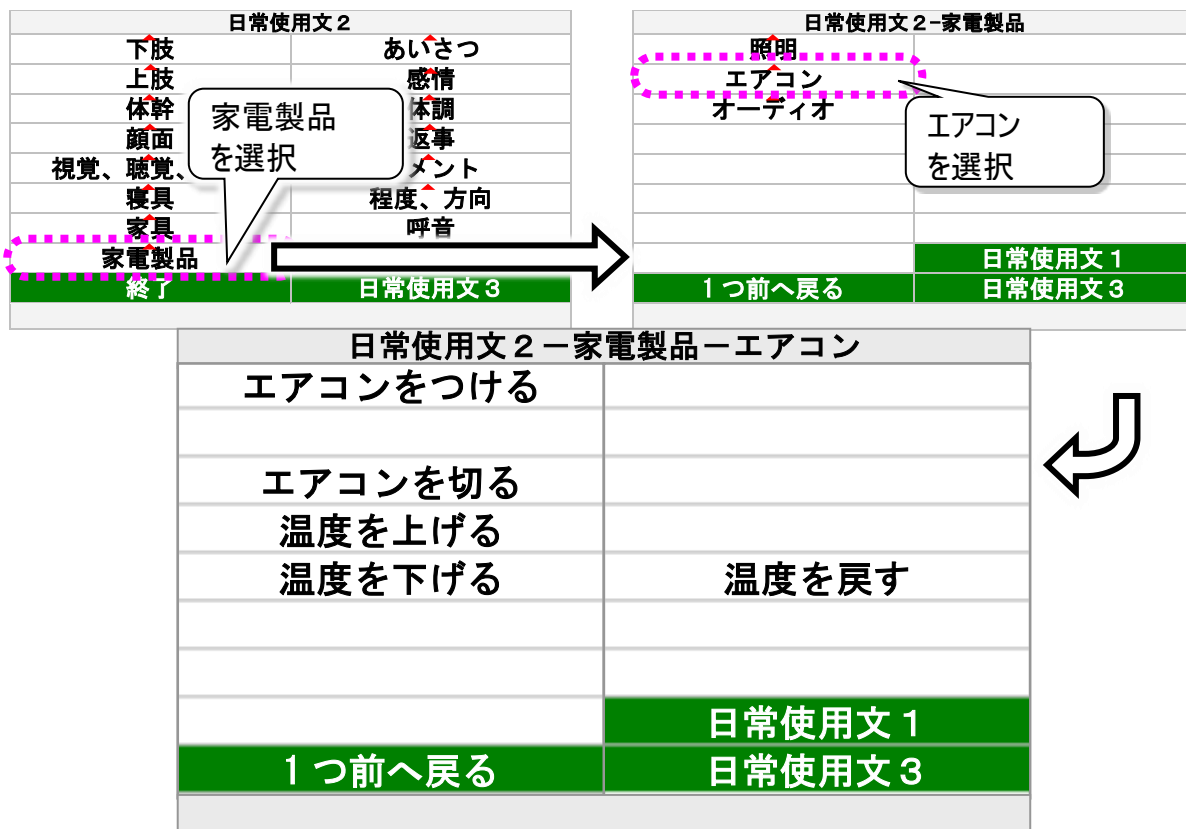 日常使用文２
下肢 あいさつ
上肢 感情
体幹 体調
顔面 返事
視覚、聴覚、 メント
寝具 程度、方向
家具 呼音
家電製品
終了 日常使用文３
家電製品
を選択
日常使用文２-家電製品
照明
エアコン
オーディオ
日常使用文１
１つ前へ戻る 日常使用文３
エアコン
を選択
日常使用文２－家電製品－エアコン
エアコンをつける
エアコンを切る
温度を上げる
温度を下げる 温度を戻す
日常使用文１
１つ前へ戻る 日常使用文３